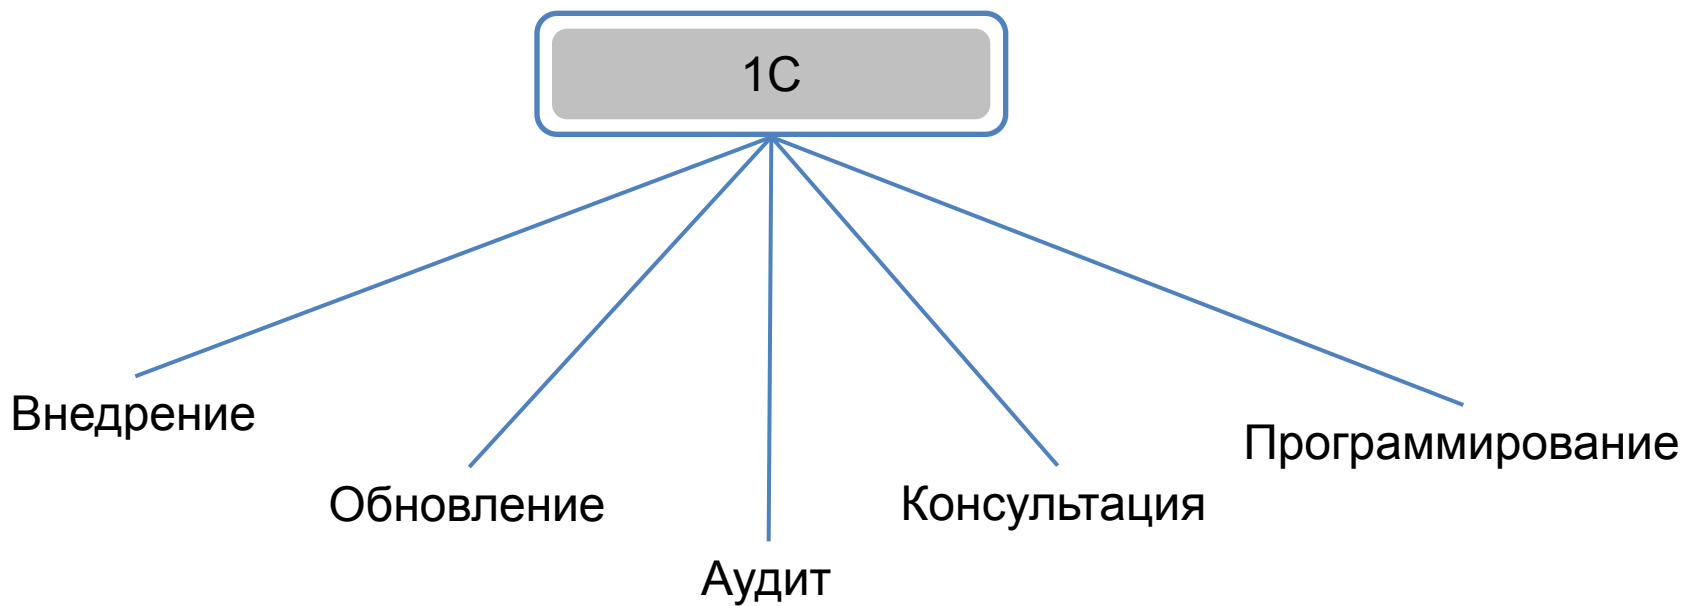 1С
Внедрение
Обновление
Аудит
Консультация
Программирование